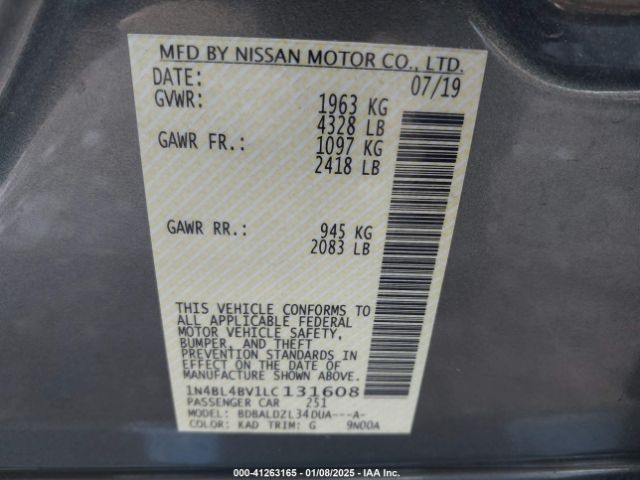 MFD BY NISSAN MOTOR CO., LTD.
DATE: 07/19
GVWR: 1963 KG
4328 LB
GAWR FR.: 1097 KG
2418 LB
GAWR RR.: 945 KG
2083 LB
THIS VEHICLE CONFORMS TO
ALL APPLICABLE FEDERAL
MOTOR VEHICLE SAFETY,
BUMPER, AND THEFT
PREVENTION STANDARDS IN
EFFECT ON THE DATE OF
MANUFACTURE SHOWN ABOVE.
1N4BL4BV1LC131608
PASSENGER CAR 251
MODEL: BDBALDZL34DUA---A-
COLOR: KAD TRIM: G 9N00A
000-41263165 - 01/08/2025 - IAA Inc.